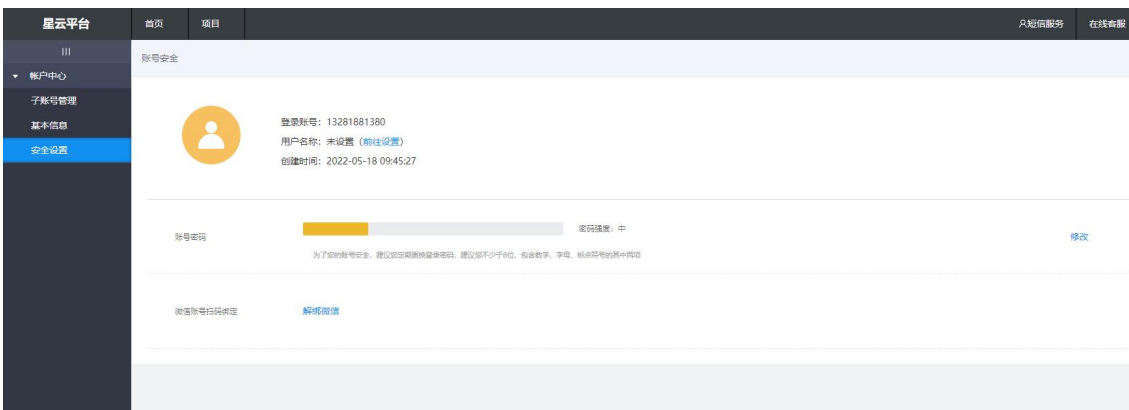 星云平台 首页 项目 短信服务 在线客服
账号安全
帐户中心
子账号管理
基本信息
安全设置
登录账号：13281881380
用户名称：未设置（前往设置）
创建时间：2022-05-18 09:45:27
账号密码 密码强度：中 修改
为了您的账号安全，建议您定期更换登录密码，建议您不少于8位，包含数字、字母、标点符号的其中两项
微信账号扫码绑定 解绑微信